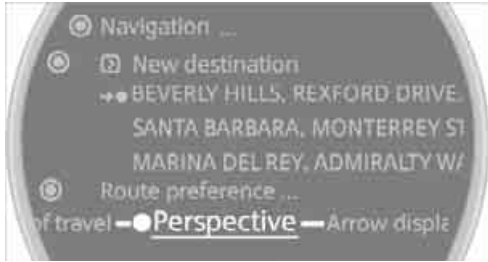 Navigation ...
New destination
BEVERLY HILLS, REXFORD DRIVE.
SANTA BARBARA, MONTERREY ST
MARINA DEL REY, ADMIRALTY WA
Route preference ...
of travel Perspective Arrow displa